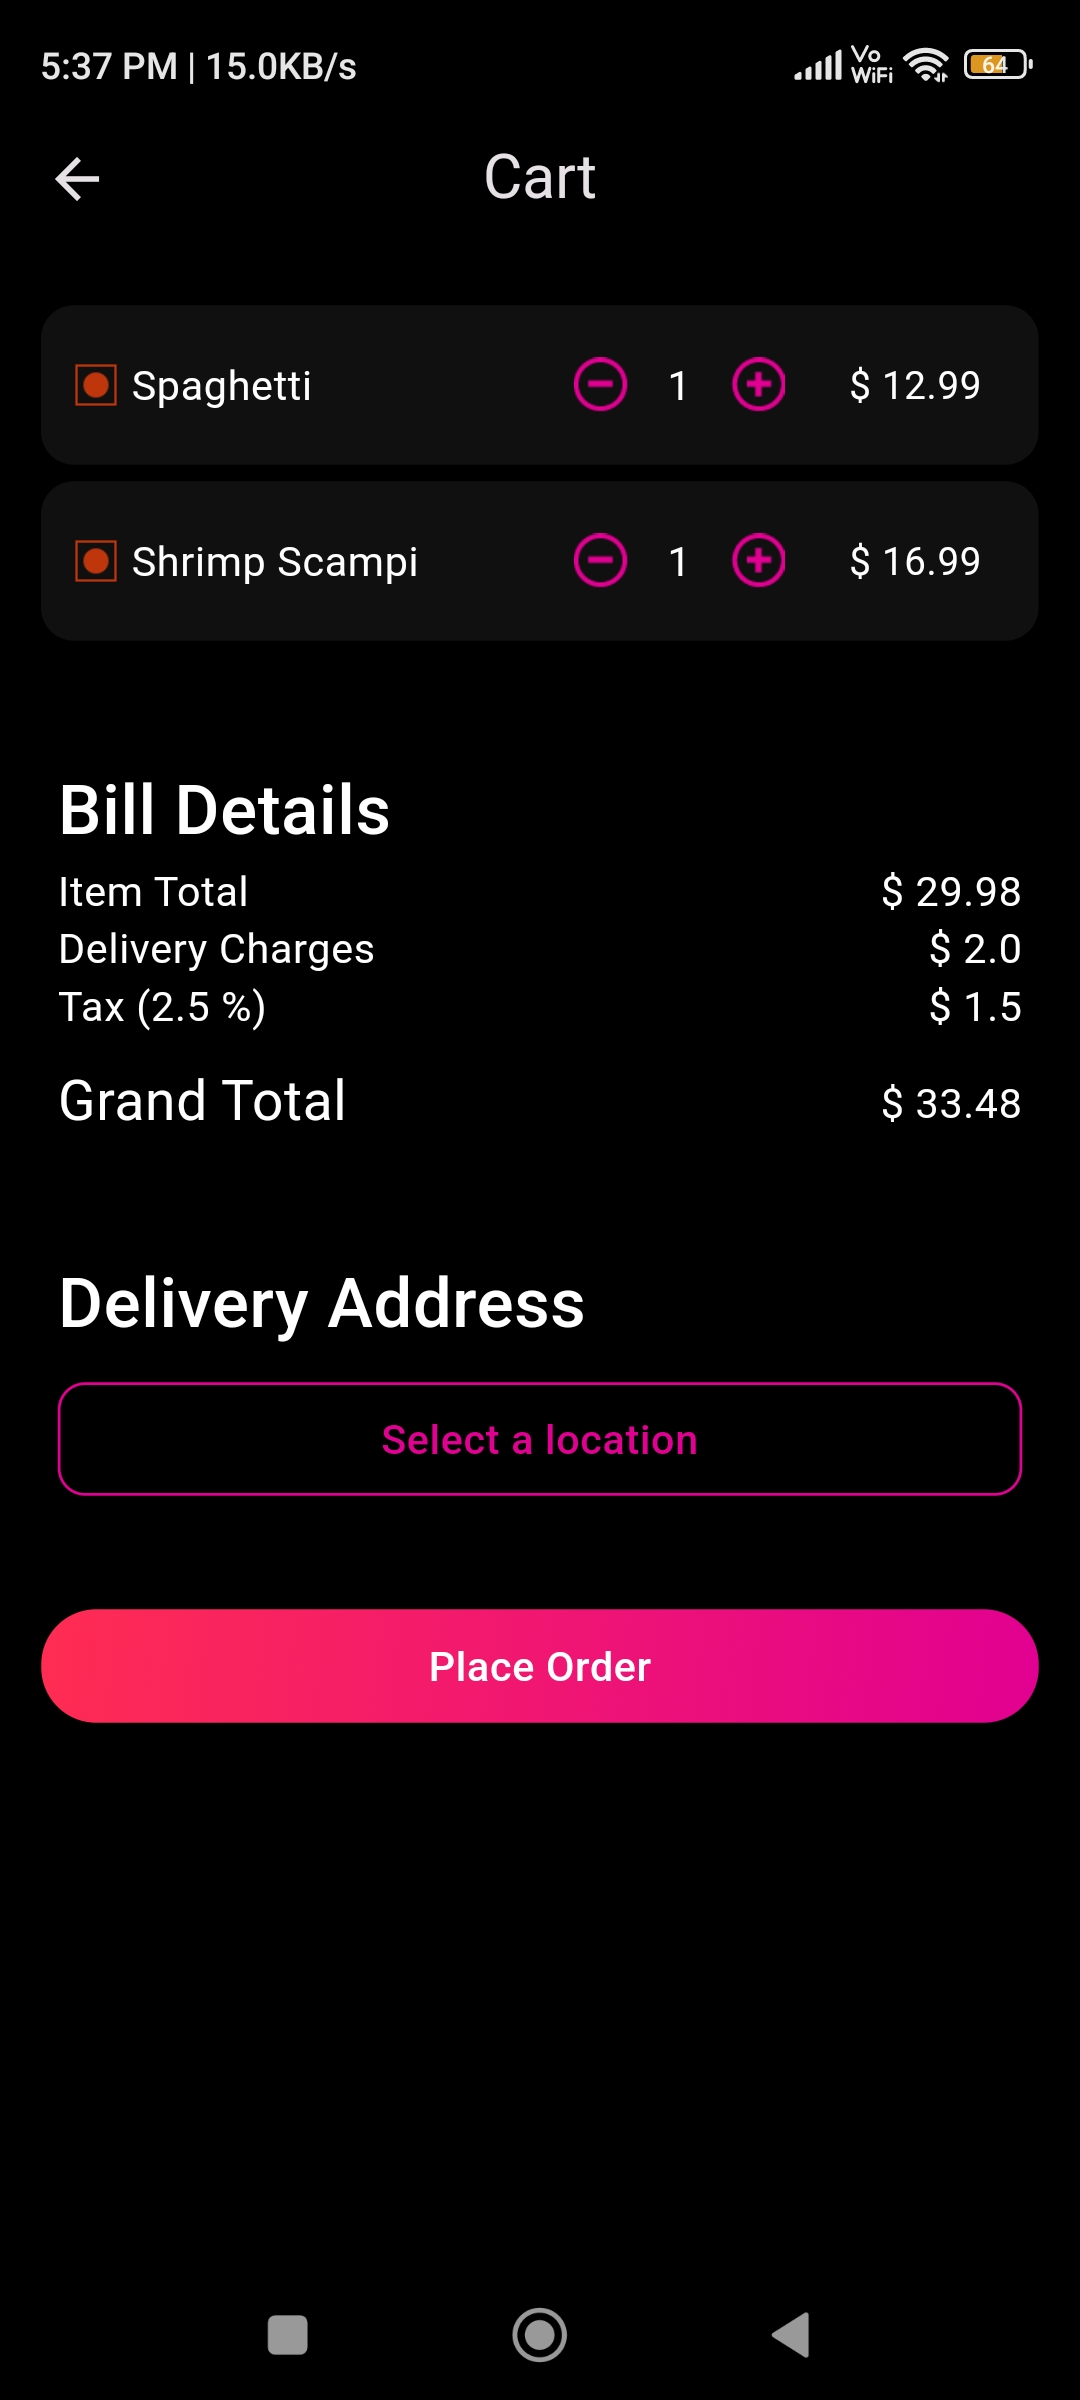 5:37 PM | 15.0KB/s Vo WiFi 64
Cart
Spaghetti 1 $ 12.99
Shrimp Scampi 1 $ 16.99
Bill Details
Item Total $ 29.98
Delivery Charges $ 2.0
Tax (2.5 %) $ 1.5
Grand Total $ 33.48
Delivery Address
Select a location
Place Order